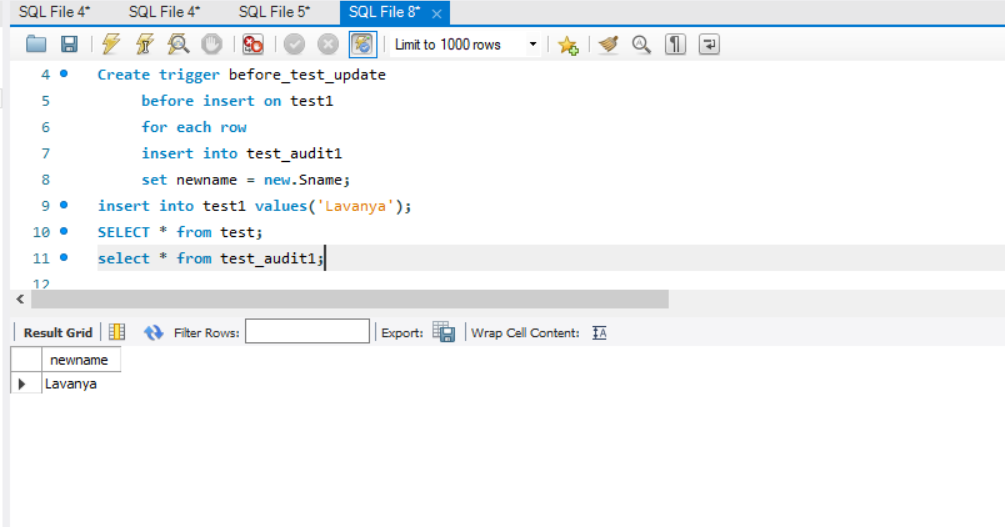 SQL File 4* SQL File 4* SQL File 5* SQL File 8* ×
Limit to 1000 rows
4 Create trigger before_test_update
5 before insert on test1
6 for each row
7 insert into test_audit1
8 set newname = new.Sname;
9 insert into test1 values('Lavanya');
10 SELECT * from test;
11 select * from test_audit1;
12
Result Grid Filter Rows: Export: Wrap Cell Content: IA
newname
Lavanya